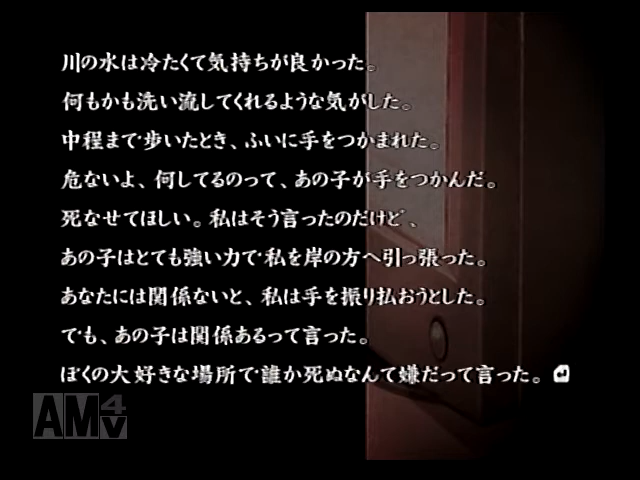 川の水は冷たくて気持ちが良かった。
何もかも洗い流してくれるような気がした。
中程まで歩いたとき、ふいに手をつかまれた。
危ないよ、何してるのって、あの子が手をつかんだ。
死なせてほしい。私はそう言ったのだけど、
あの子はとても強い力で私を岸の方へ引っ張った。
あなたには関係ないと、私は手を振り払おうとした。
でも、あの子は関係あるって言った。
ぼくの大好きな場所で誰か死ぬなんて嫌だって言った。
AM4V